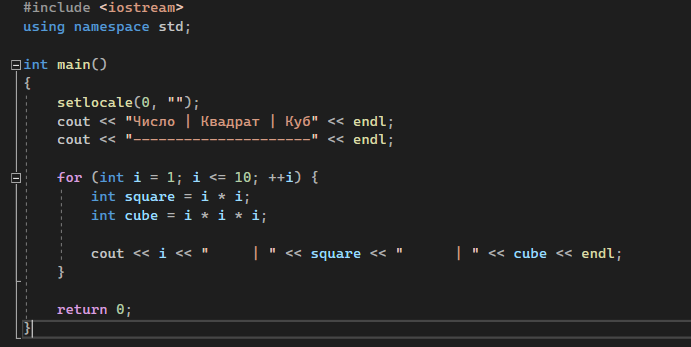 #include <iostream>
using namespace std;
int main()
{
setlocale(0, "");
cout << "Число | Квадрат | Куб" << endl;
cout << "---------------------" << endl;
for (int i = 1; i <= 10; ++i) {
int square = i * i;
int cube = i * i * i;
cout << i << "     | " << square << "      | " << cube << endl;
}
return 0;
}